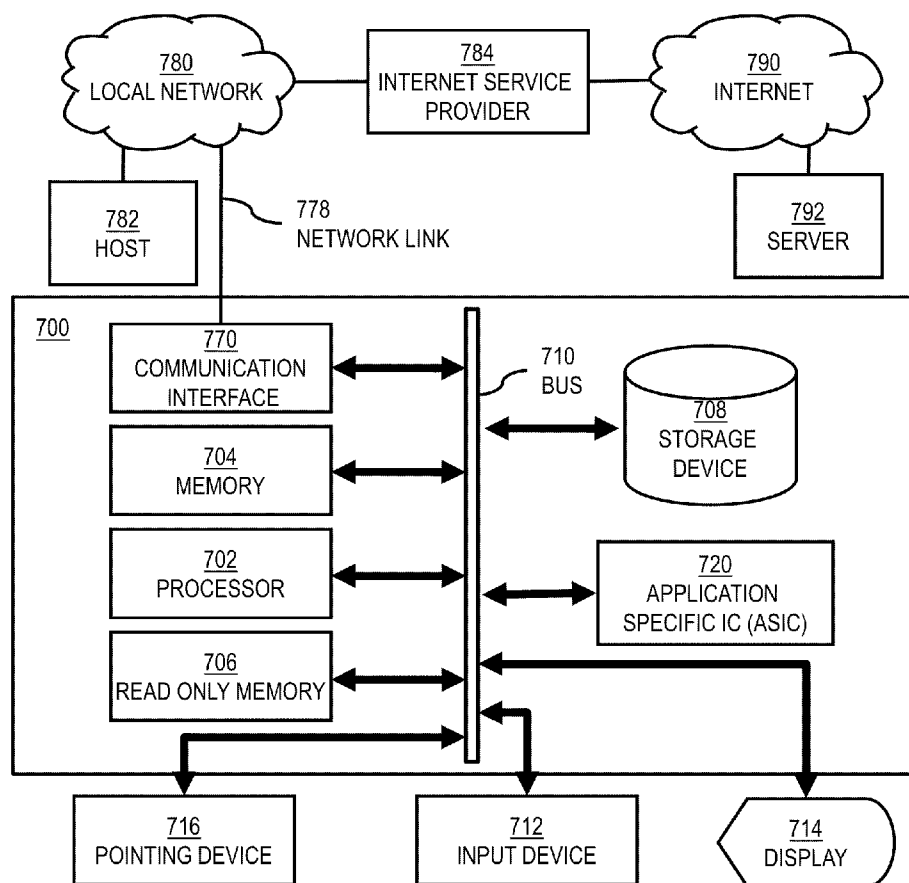 780
LOCAL NETWORK
784
INTERNET SERVICE
PROVIDER
790
INTERNET
782
HOST
778
NETWORK LINK
792
SERVER
700
770
COMMUNICATION
INTERFACE
710
BUS
708
STORAGE
DEVICE
704
MEMORY
702
PROCESSOR
720
APPLICATION
SPECIFIC IC (ASIC)
706
READ ONLY MEMORY
716
POINTING DEVICE
712
INPUT DEVICE
714
DISPLAY